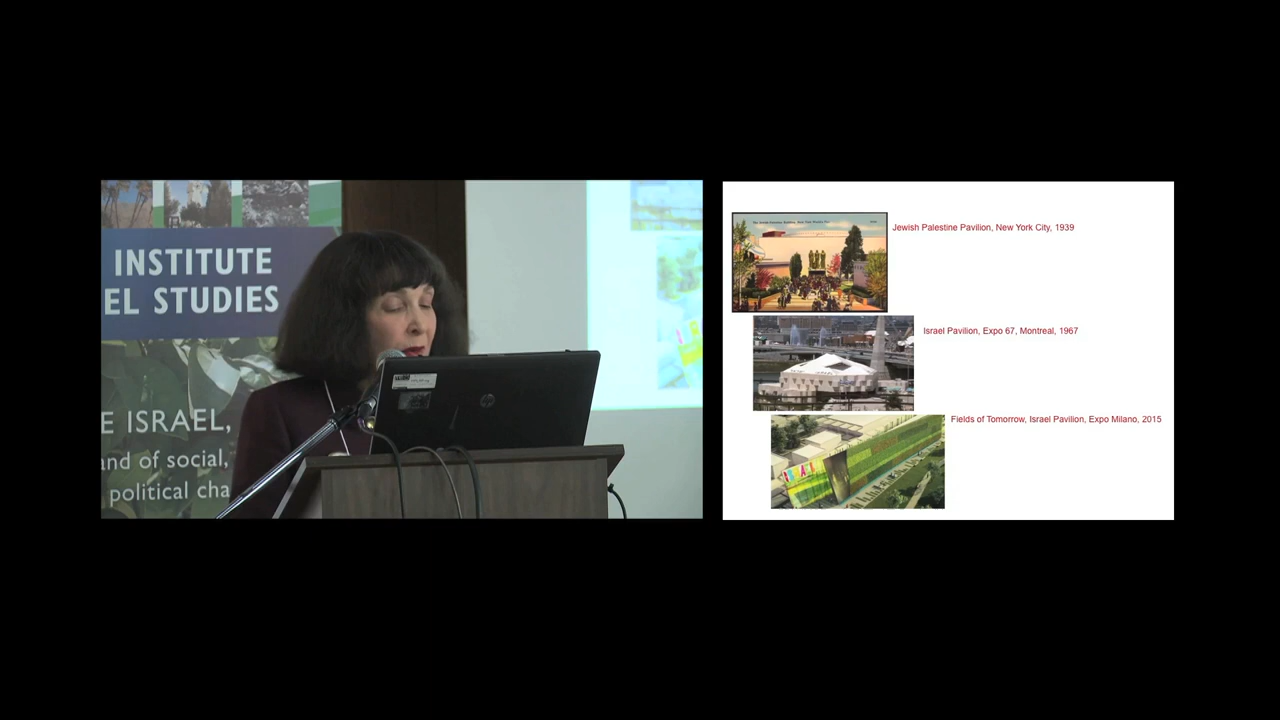 INSTITUTE
EL STUDIES
E ISRAEL,
and of social,
political cha
hp
Jewish Palestine Pavilion, New York City, 1939
Israel Pavilion, Expo 67, Montreal, 1967
Fields of Tomorrow, Israel Pavilion, Expo Milano, 2015